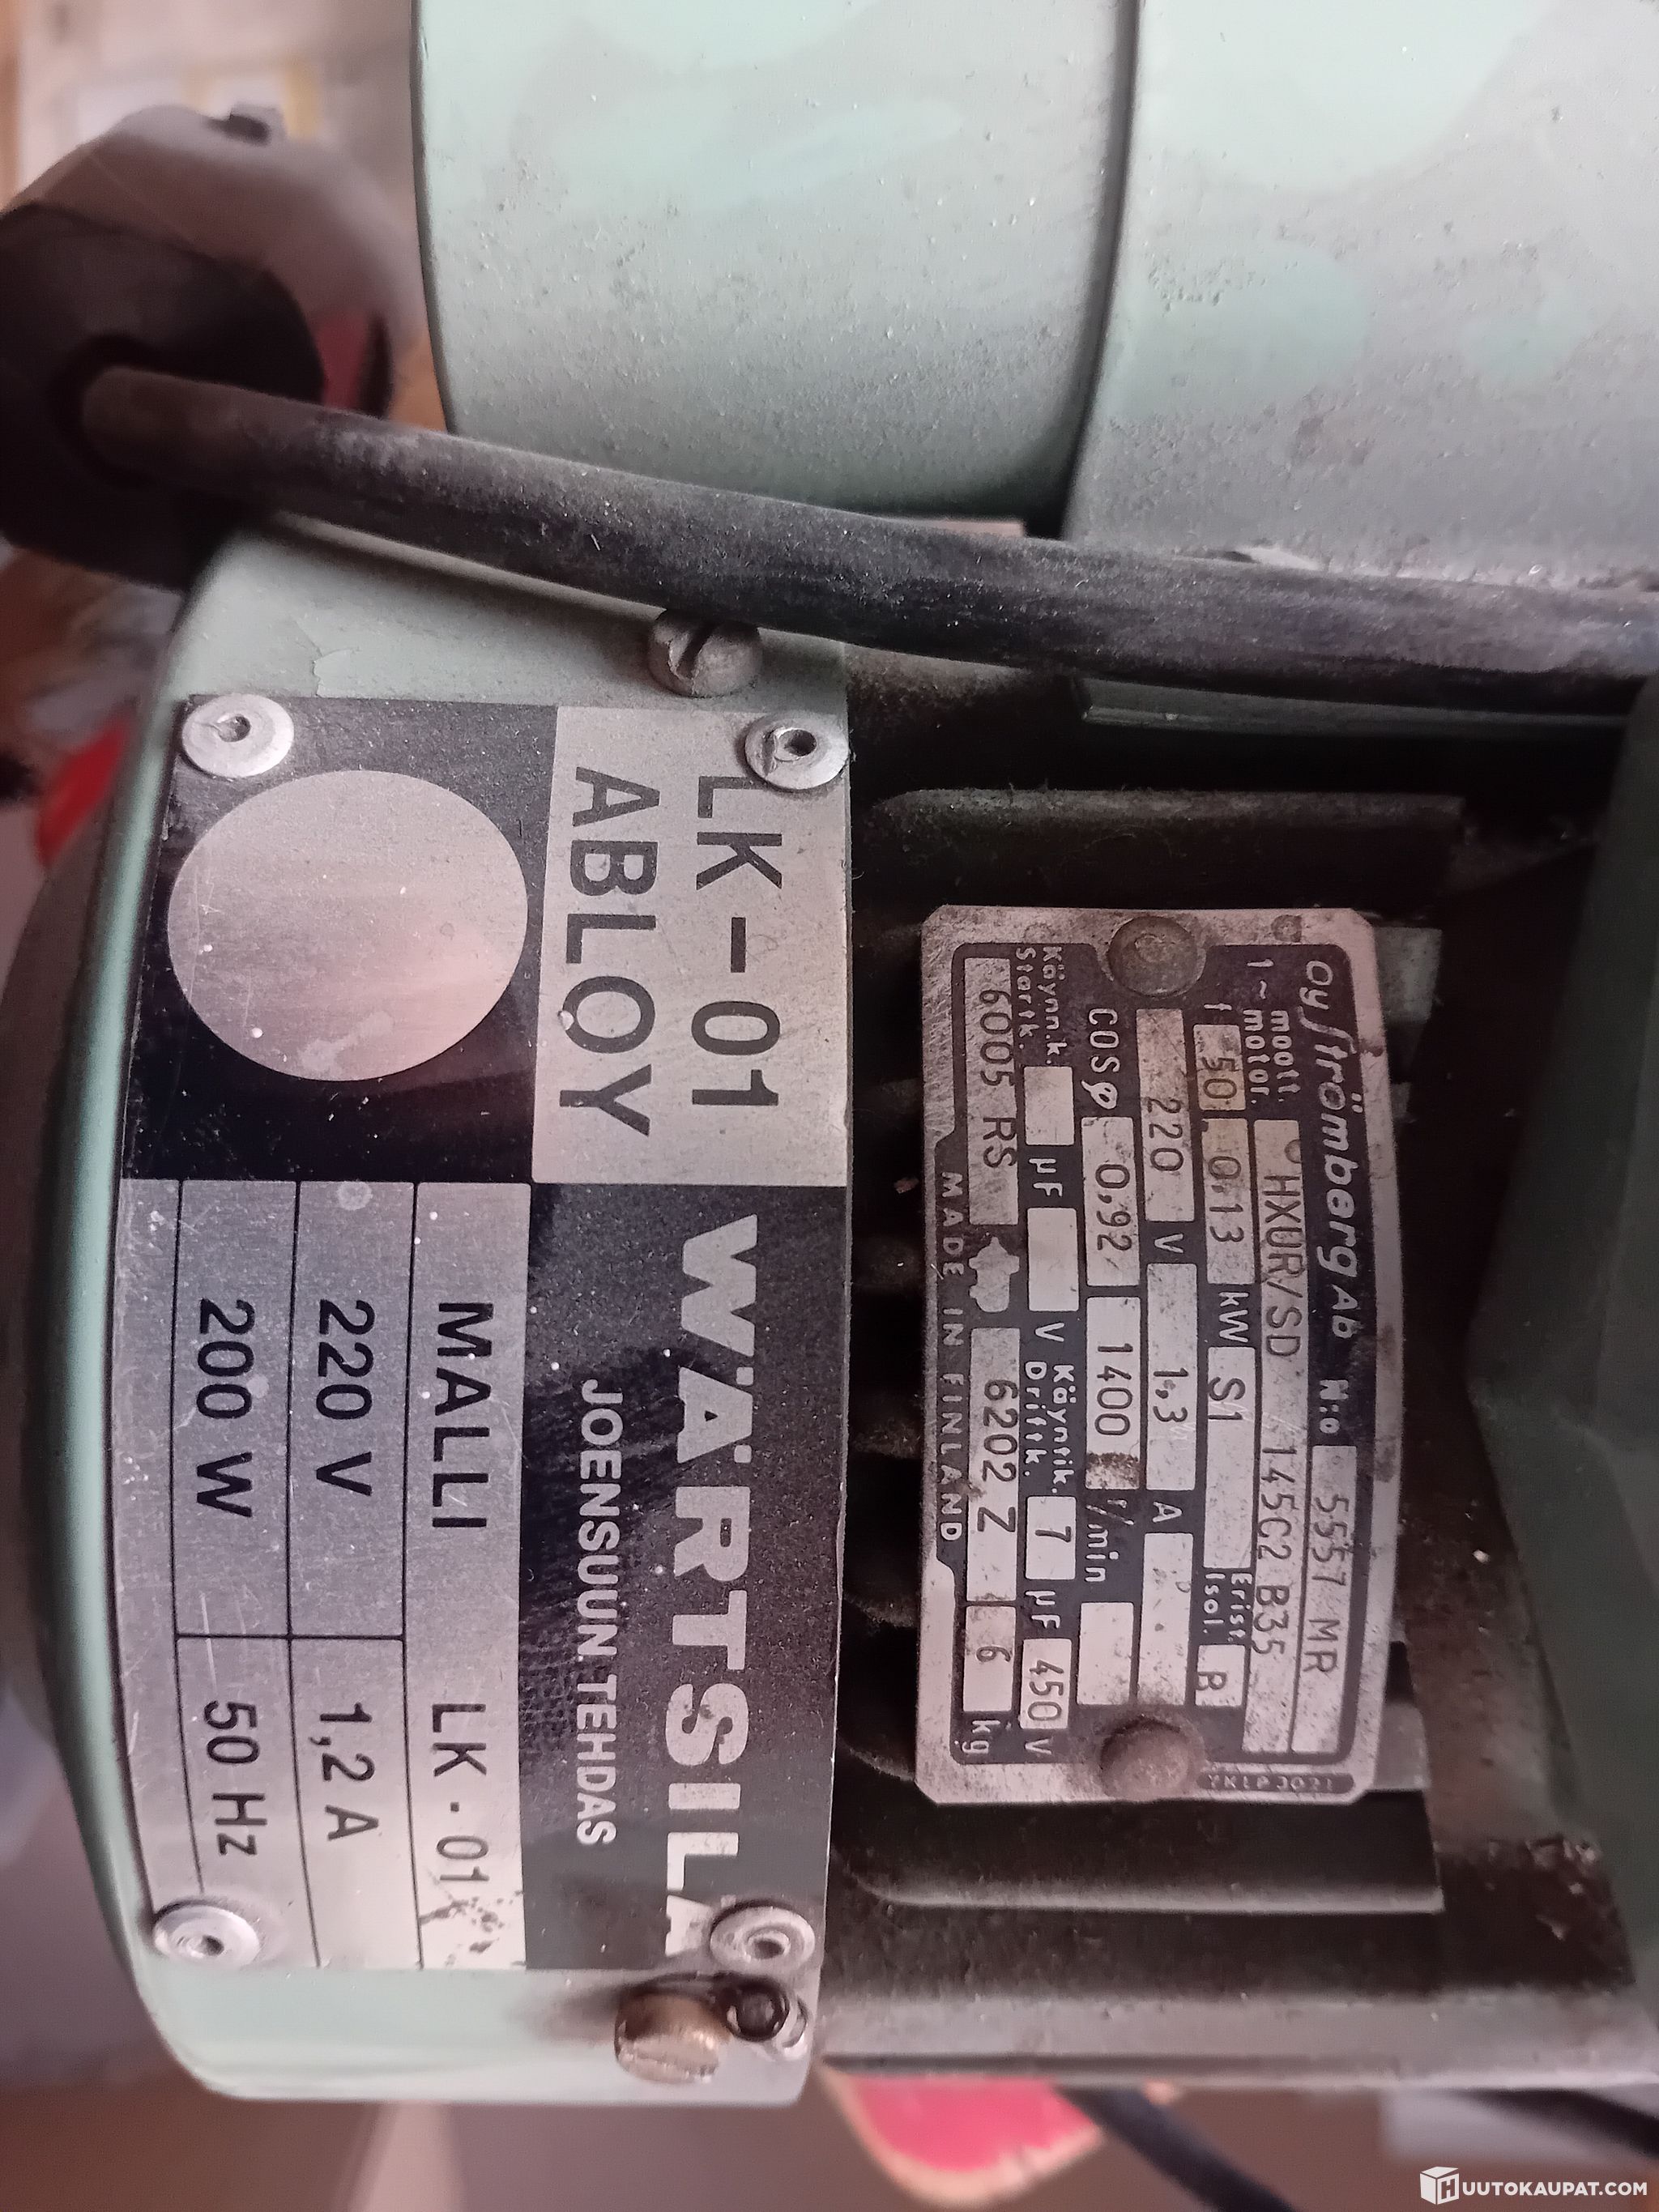 LK-01
ABLOY
WÄRTSILÄ
JOENSUUN TEHDAS
MALLI LK-01
220 V 1,2 A
200 W 50 Hz
Oy Strömberg Ab N:o 5557 MR
1~ moott. motor. HXUR/SD 145C2 B35
f 50 0,13 kW S1 Erist. Isol. B
220 V 1,3 A
COSφ 0,92 1400 1/min
Käynn.k. Startk. µF V Käyntik. Driftk. 7 µF 450 V
6005 RS 6202 Z 6 kg
MADE IN FINLAND
HUUTOKAUPAT.COM